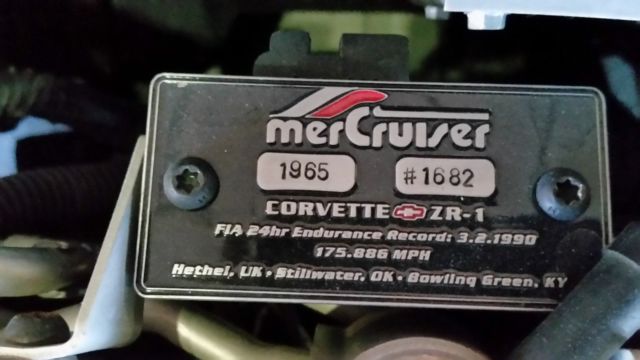 merCruiser
1965 #1682
CORVETTE ZR-1
FIA 24hr Endurance Record: 3.2.1990
175.886 MPH
Hethel, UK • Stillwater, OK • Bowling Green, KY